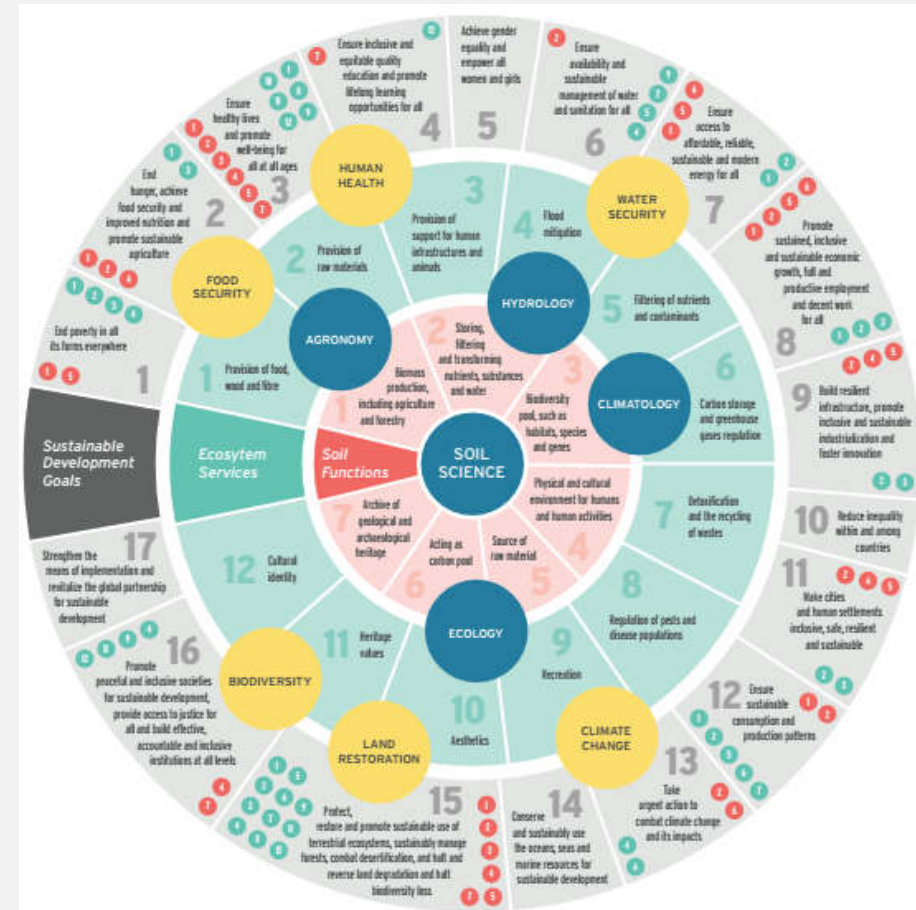 Sustainable
Development
Goals
1
End poverty in all
its forms everywhere
2
End
hunger, achieve
food security and
improved nutrition and
promote sustainable
agriculture
3
Ensure
healthy lives
and promote
well-being for
all at all ages
4
Ensure inclusive and
equitable quality
education and promote
lifelong learning
opportunities for all
5
Achieve gender
equality and
empower all
women and girls
6
Ensure
availability and
sustainable
management of water
and sanitation for all
7
Ensure
access to
affordable, reliable,
sustainable and modern
energy for all
8
Promote
sustained, inclusive
and sustainable economic
growth, full and
productive employment
and decent work
for all
9
Build resilient
infrastructure, promote
inclusive and sustainable
industrialization and
foster innovation
10
Reduce inequality
within and among
countries
11
Make cities
and human settlements
inclusive, safe, resilient
and sustainable
12
Ensure
sustainable
consumption and
production patterns
13
Take
urgent action to
combat climate change
and its impacts
14
Conserve
and sustainably use
the oceans, seas and
marine resources for
sustainable development
15
Protect,
restore and promote sustainable use of
terrestrial ecosystems, sustainably manage
forests, combat desertification, and halt and
reverse land degradation and halt
biodiversity loss
16
Promote
peaceful and inclusive societies
for sustainable development,
provide access to justice for
all and build effective,
accountable and inclusive
institutions at all levels
17
Strengthen the
means of implementation and
revitalize the global partnership
for sustainable
development
FOOD
SECURITY
HUMAN
HEALTH
WATER
SECURITY
CLIMATE
CHANGE
LAND
RESTORATION
BIODIVERSITY
Ecosytem
Services
1
Provision of food,
wood and fibre
2
Provision of
raw materials
3
Provision of
support for human
infrastructures and
animals
4
Flood
mitigation
5
Filtering of nutrients
and contaminants
6
Carbon storage
and greenhouse
gases regulation
7
Detoxification
and the recycling
of wastes
8
Regulation of pests and
disease populations
9
Recreation
10
Aesthetics
11
Heritage
values
12
Cultural
identity
AGRONOMY
HYDROLOGY
CLIMATOLOGY
ECOLOGY
SOIL
SCIENCE
Soil
Functions
1
Biomass
production,
including agriculture
and forestry
2
Storing,
filtering
and transforming
nutrients, substances
and water
3
Biodiversity
pool, such as
habitats, species
and genes
4
Physical and cultural
environment for humans
and human activities
5
Source of
raw material
6
Acting as
carbon pool
7
Archive of
geological and
archaeological
heritage